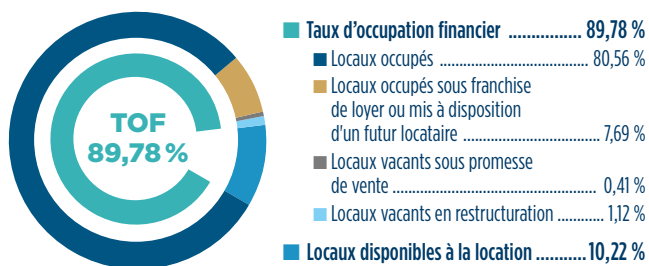 TOF
89,78 %
Taux d'occupation financier ................ 89,78 %
Locaux occupés ...................................... 80,56 %
Locaux occupés sous franchise
de loyer ou mis à disposition
d'un futur locataire .................................. 7,69 %
Locaux vacants sous promesse
de vente .................................................. 0,41 %
Locaux vacants en restructuration ............ 1,12 %
Locaux disponibles à la location ........... 10,22 %